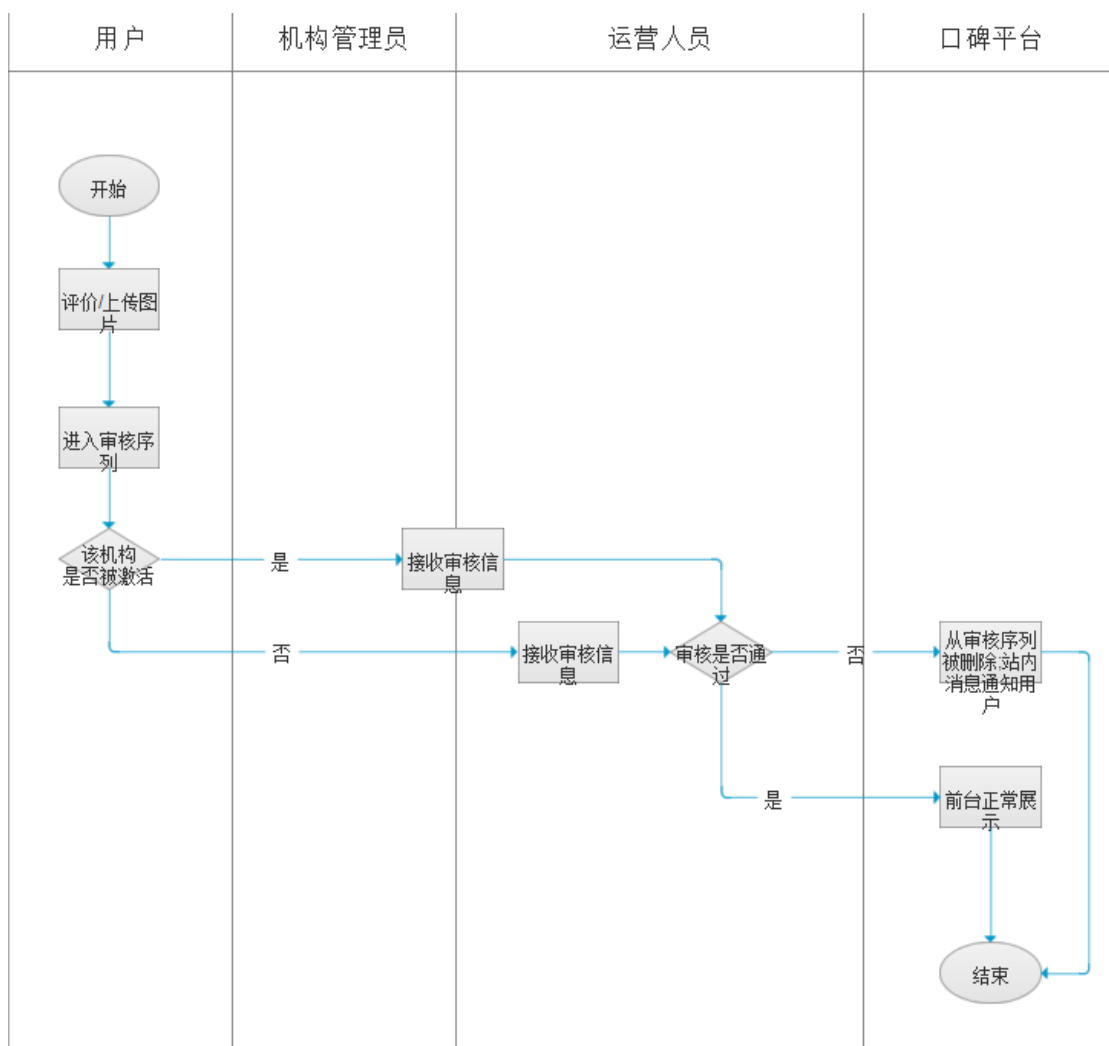 用户
机构管理员
运营人员
口碑平台
开始
评价/上传图
片
进入审核序
列
该机构
是否被激活
是
接收审核信
息
否
接收审核信
息
审核是否通
过
否
从审核序列
被删除;站内
消息通知用
户
是
前台正常展
示
结束